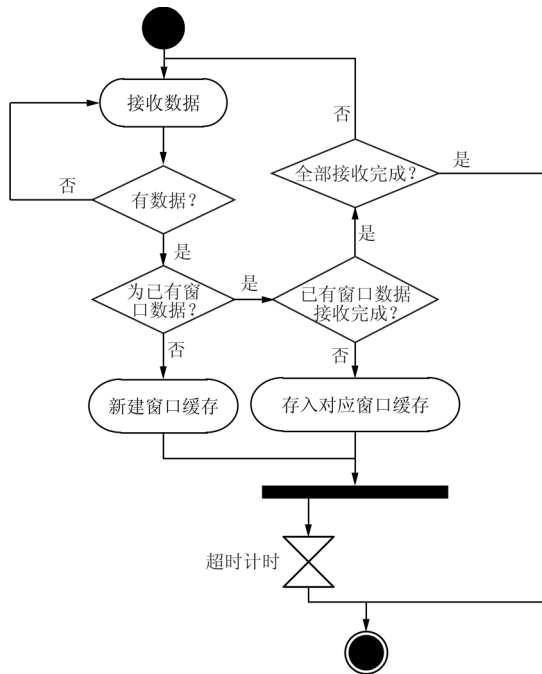 接收数据
否
全部接收完成？
是
否
有数据？
是
是
为已有窗
口数据？
是
已有窗口数据
接收完成？
否
否
新建窗口缓存
存入对应窗口缓存
超时计时